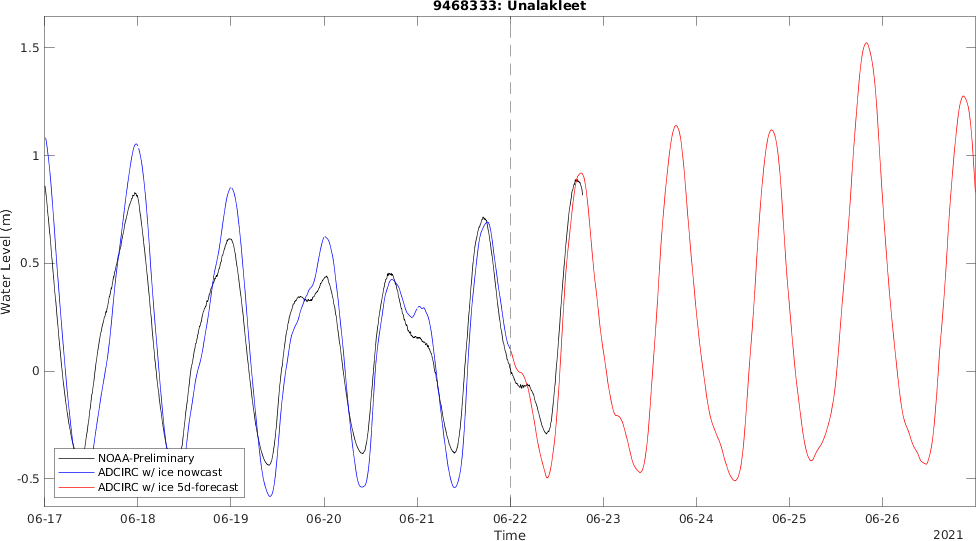 9468333: Unalakleet
Water Level (m)
1.5
1
0.5
0
-0.5
NOAA-Preliminary
ADCIRC w/ ice nowcast
ADCIRC w/ ice 5d-forecast
06-17 06-18 06-19 06-20 06-21 06-22 06-23 06-24 06-25 06-26
Time
2021